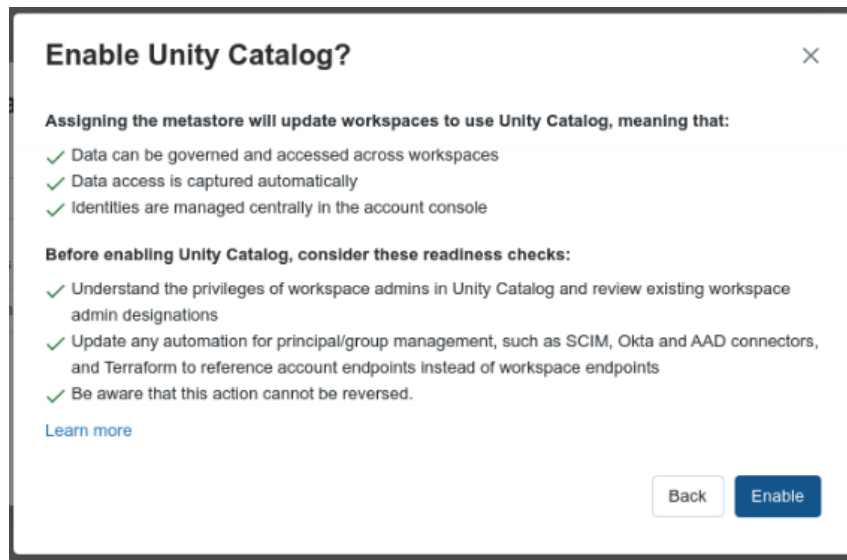 Enable Unity Catalog?
Assigning the metastore will update workspaces to use Unity Catalog, meaning that:
Data can be governed and accessed across workspaces
Data access is captured automatically
Identities are managed centrally in the account console
Before enabling Unity Catalog, consider these readiness checks:
Understand the privileges of workspace admins in Unity Catalog and review existing workspace
admin designations
Update any automation for principal/group management, such as SCIM, Okta and AAD connectors,
and Terraform to reference account endpoints instead of workspace endpoints
Be aware that this action cannot be reversed.
Learn more
Back
Enable